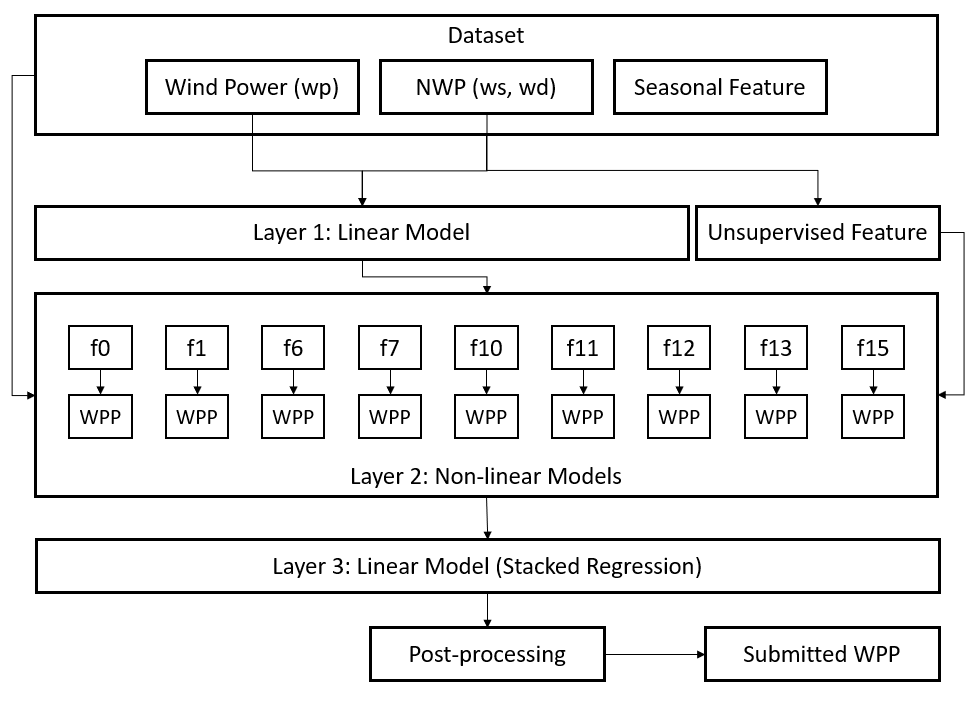 Dataset
Wind Power (wp)
NWP (ws, wd)
Seasonal Feature
Layer 1: Linear Model
Unsupervised Feature
f0
f1
f6
f7
f10
f11
f12
f13
f15
WPP
WPP
WPP
WPP
WPP
WPP
WPP
WPP
WPP
Layer 2: Non-linear Models
Layer 3: Linear Model (Stacked Regression)
Post-processing
Submitted WPP